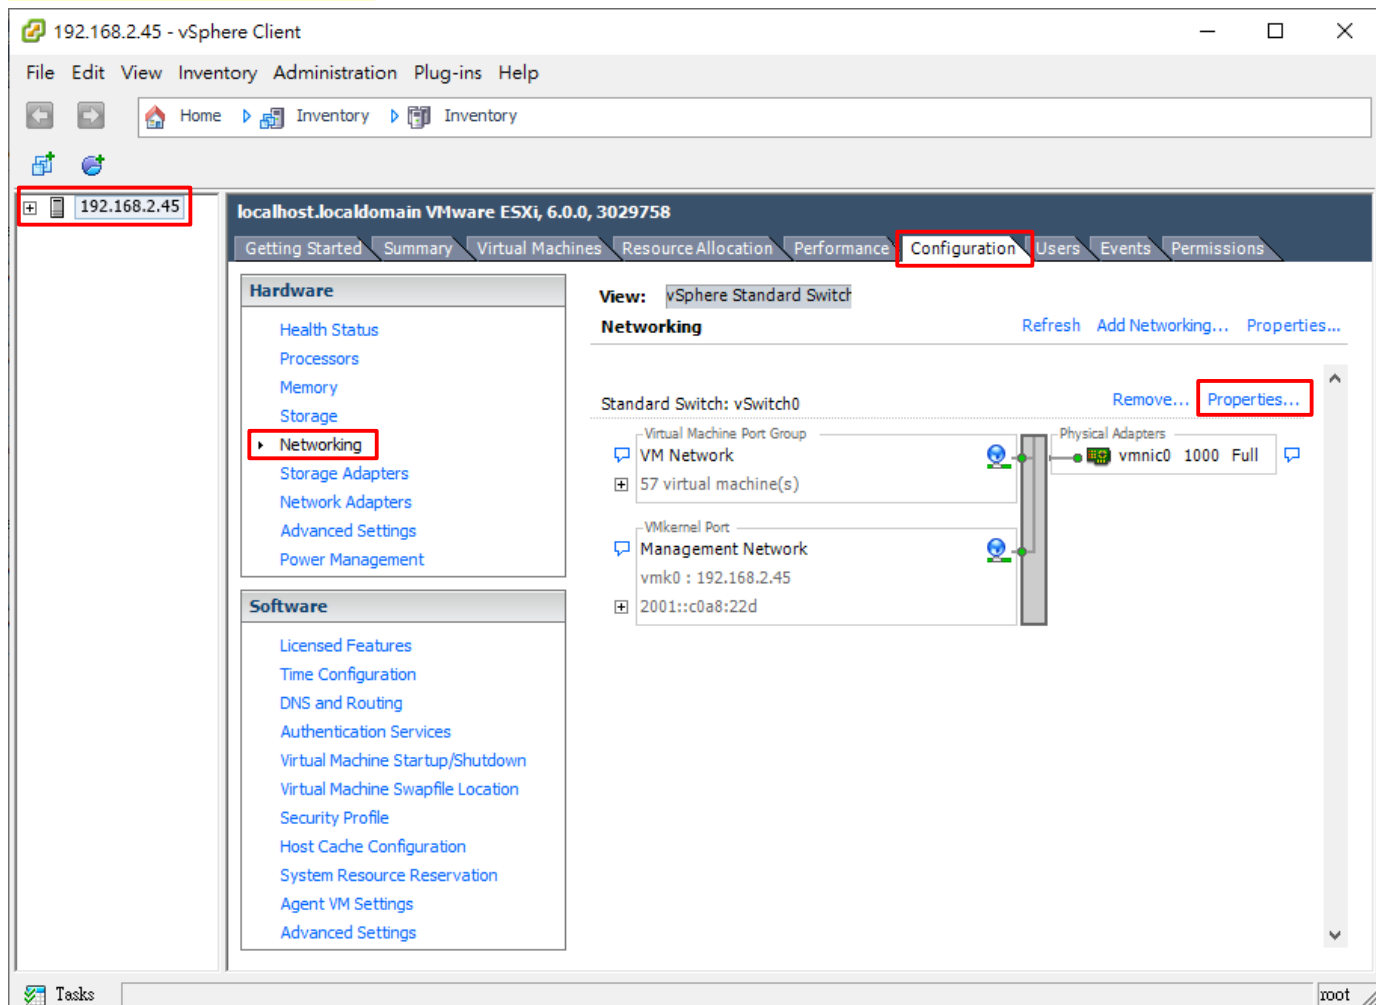 192.168.2.45 - vSphere Client
File Edit View Inventory Administration Plug-ins Help
Home Inventory Inventory
192.168.2.45
localhost.localdomain VMware ESXi, 6.0.0, 3029758
Getting Started Summary Virtual Machines Resource Allocation Performance Configuration Users Events Permissions
Hardware
Health Status
Processors
Memory
Storage
Networking
Storage Adapters
Network Adapters
Advanced Settings
Power Management
Software
Licensed Features
Time Configuration
DNS and Routing
Authentication Services
Virtual Machine Startup/Shutdown
Virtual Machine Swapfile Location
Security Profile
Host Cache Configuration
System Resource Reservation
Agent VM Settings
Advanced Settings
View: vSphere Standard Switch
Networking Refresh Add Networking... Properties...
Standard Switch: vSwitch0 Remove... Properties...
Virtual Machine Port Group
VM Network
57 virtual machine(s)
Physical Adapters
vmnic0 1000 Full
VMkernel Port
Management Network
vmk0 : 192.168.2.45
2001::c0a8:22d
Tasks
root